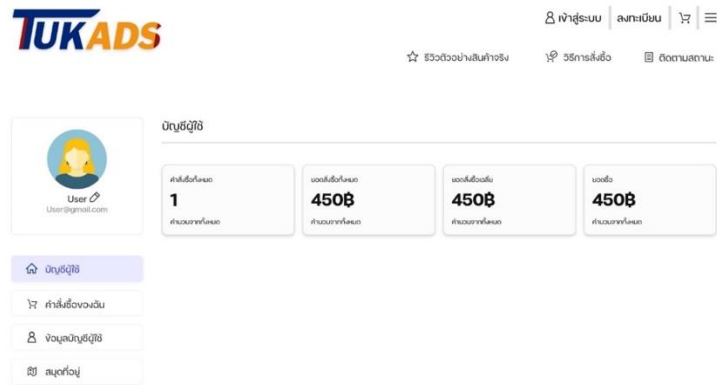 TUKADS
เข้าสู่ระบบ ลงทะเบียน
รีวิวตัวอย่างสินค้าจริง วิธีการสั่งซื้อ ติดตามสถานะ
บัญชีผู้ใช้
User
User@gmail.com
คำสั่งซื้อทั้งหมด
1
คำนวนจากทั้งหมด
ยอดสั่งซื้อทั้งหมด
450฿
คำนวนจากทั้งหมด
ยอดสั่งซื้อเฉลี่ย
450฿
คำนวนจากทั้งหมด
ยอดซื้อ
450฿
คำนวนจากทั้งหมด
บัญชีผู้ใช้
คำสั่งซื้อของฉัน
ข้อมูลบัญชีผู้ใช้
สมุดที่อยู่